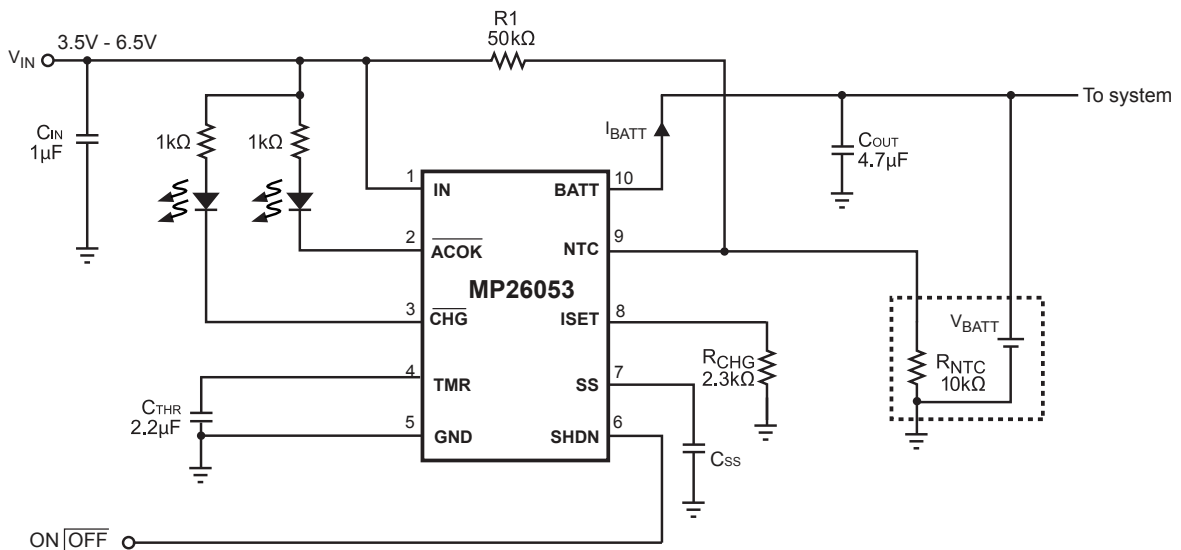 R1
50kΩ
VIN
3.5V - 6.5V
To system
CIN
1µF
1kΩ
1kΩ
IBATT
COUT
4.7µF
1
IN
BATT
10
2
ACOK
NTC
9
MP26053
3
CHG
ISET
8
VBATT
RCHG
2.3kΩ
RNTC
10kΩ
4
TMR
SS
7
CTHR
2.2µF
5
GND
SHDN
6
CSS
ON OFF